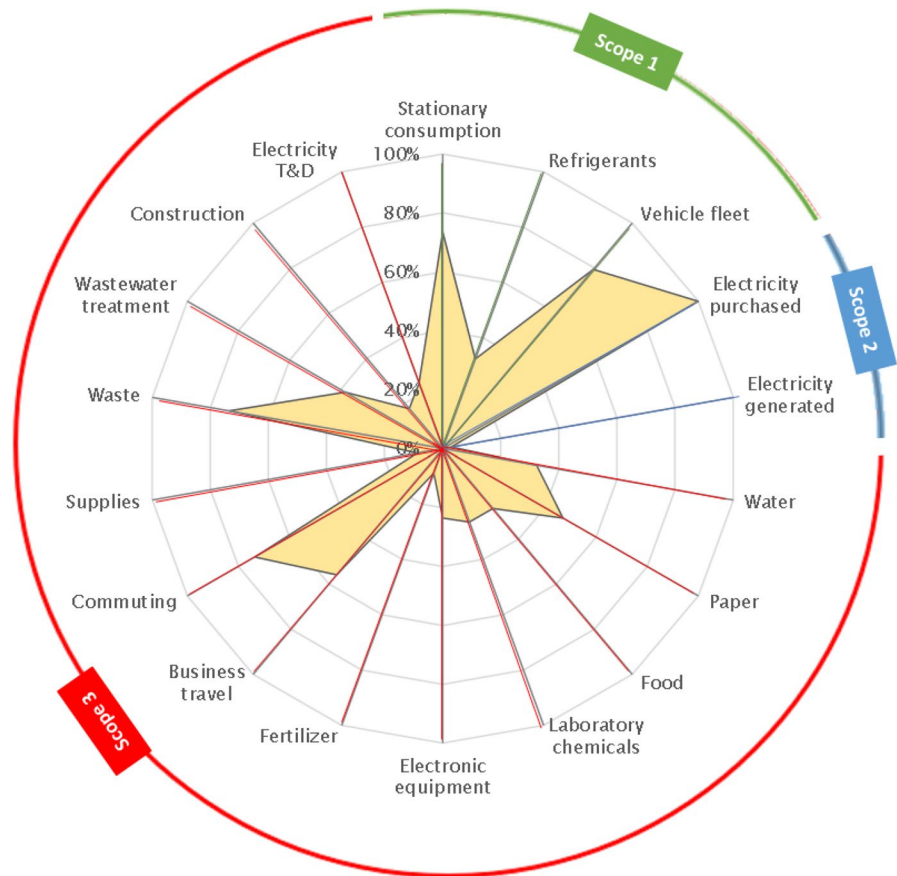 Scope 1
Stationary
consumption
Electricity
T&D
100%
Refrigerants
Construction
80%
Vehicle fleet
Wastewater
treatment
60%
Electricity
purchased
Scope 2
40%
Waste
20%
Electricity
generated
0%
Supplies
Water
Commuting
Paper
Business
travel
Food
Scope 3
Fertilizer
Laboratory
chemicals
Electronic
equipment